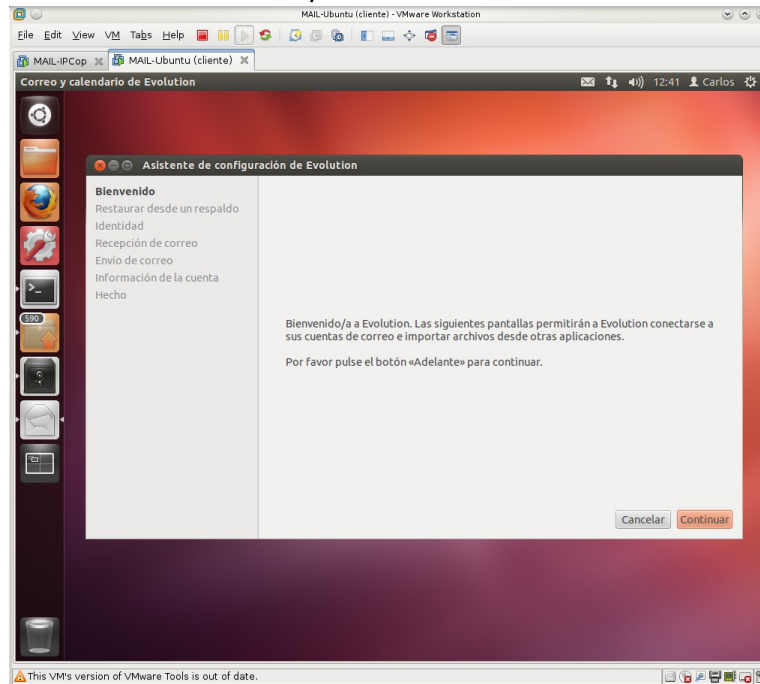 MAIL-Ubuntu (cliente) - VMware Workstation
File Edit View VM Tabs Help
MAIL-IPCop MAIL-Ubuntu (cliente)
Correo y calendario de Evolution 12:41 Carlos
Asistente de configuración de Evolution
Bienvenido
Restaurar desde un respaldo
Identidad
Recepción de correo
Envío de correo
Información de la cuenta
Hecho
590
Bienvenido/a a Evolution. Las siguientes pantallas permitirán a Evolution conectarse a
sus cuentas de correo e importar archivos desde otras aplicaciones.
Por favor pulse el botón «Adelante» para continuar.
Cancelar Continuar
This VM's version of VMware Tools is out of date.